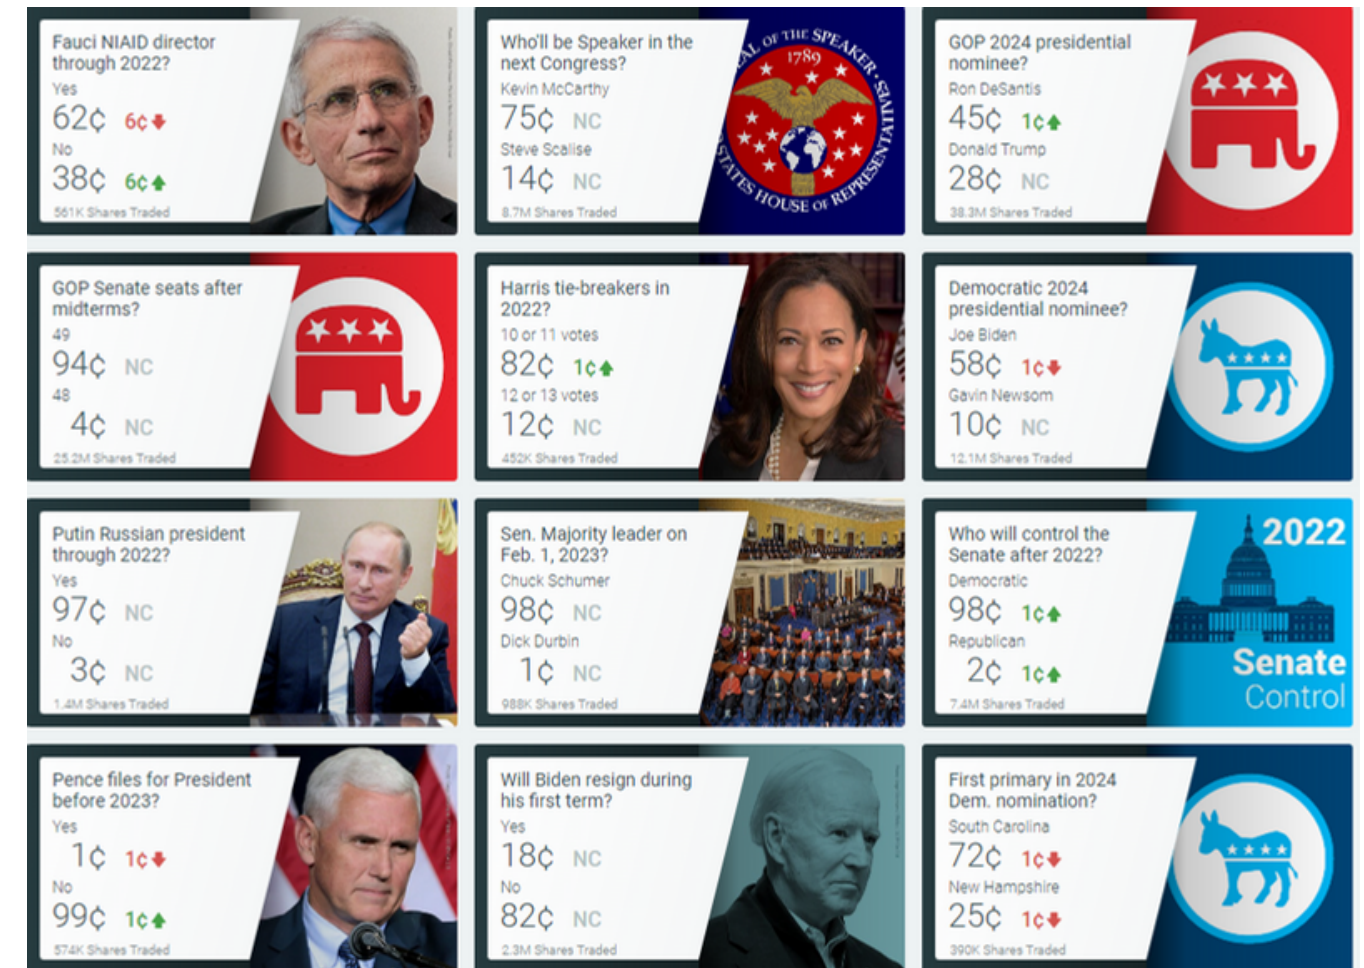 Fauci NIAID director
through 2022?
Yes
62¢ 6¢
No
38¢ 6¢
561K Shares Traded
Who'll be Speaker in the
next Congress?
Kevin McCarthy
75¢ NC
Steve Scalise
14¢ NC
8.7M Shares Traded
AL OF THE SPEAKER
1789
STATES HOUSE OF REPRESENTATIVES
GOP 2024 presidential
nominee?
Ron DeSantis
45¢ 1¢
Donald Trump
28¢ NC
38.3M Shares Traded
GOP Senate seats after
midterms?
49
94¢ NC
48
4¢ NC
25.2M Shares Traded
Harris tie-breakers in
2022?
10 or 11 votes
82¢ 1¢
12 or 13 votes
12¢ NC
452K Shares Traded
Democratic 2024
presidential nominee?
Joe Biden
58¢ 1¢
Gavin Newsom
10¢ NC
12.1M Shares Traded
Putin Russian president
through 2022?
Yes
97¢ NC
No
3¢ NC
1.4M Shares Traded
Sen. Majority leader on
Feb. 1, 2023?
Chuck Schumer
98¢ NC
Dick Durbin
1¢ NC
988K Shares Traded
Who will control the
Senate after 2022?
Democratic
98¢ 1¢
Republican
2¢ 1¢
7.4M Shares Traded
2022
Senate
Control
Pence files for President
before 2023?
Yes
1¢ 1¢
No
99¢ 1¢
574K Shares Traded
Will Biden resign during
his first term?
Yes
18¢ NC
No
82¢ NC
2.3M Shares Traded
First primary in 2024
Dem. nomination?
South Carolina
72¢ 1¢
New Hampshire
25¢ 1¢
390K Shares Traded